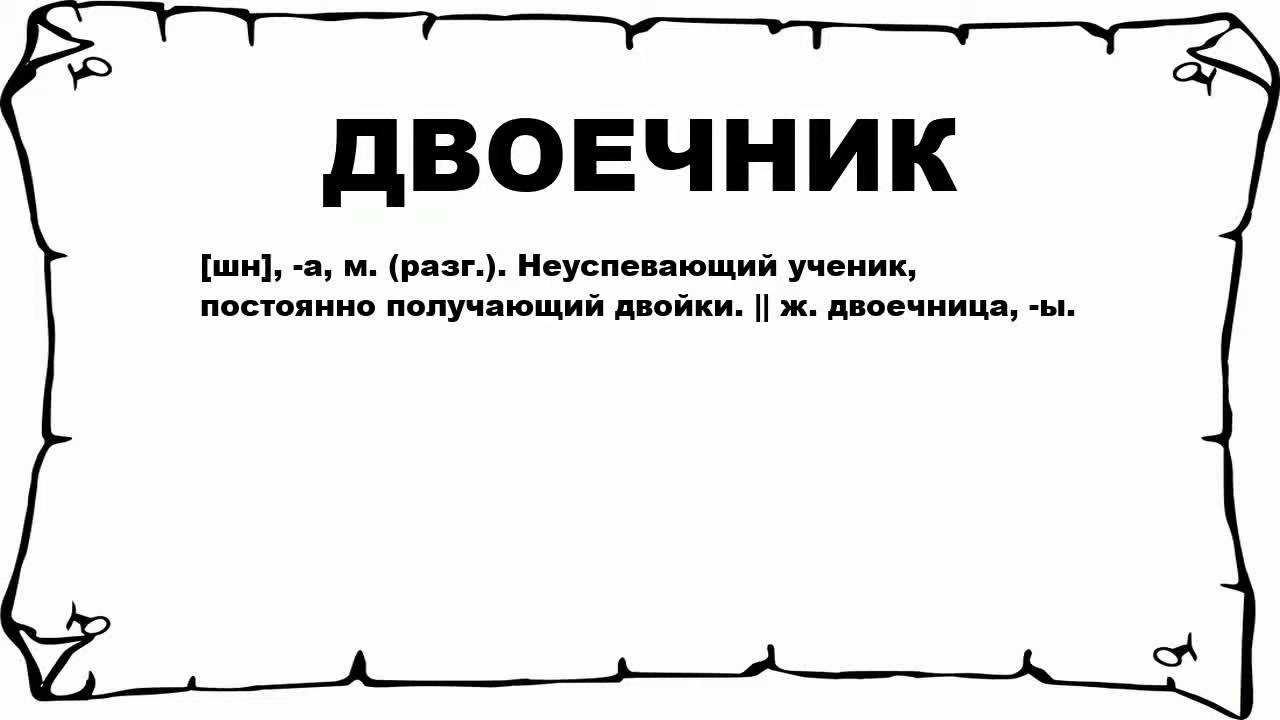 ДВОЕЧНИК
[шн], -а, м. (разг.). Неуспевающий ученик,
постоянно получающий двойки. || ж. двоечница, -ы.